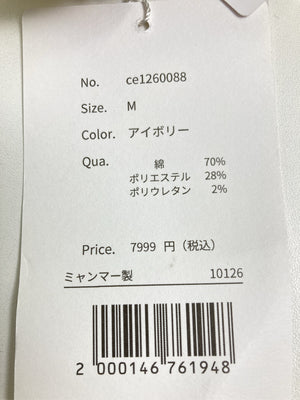 No. ce1260088
Size. M
Color. アイボリー
Qua. 綿 70%
ポリエステル 28%
ポリウレタン 2%
Price. 7999 円（税込）
ミャンマー製 10126
2 000146 761948